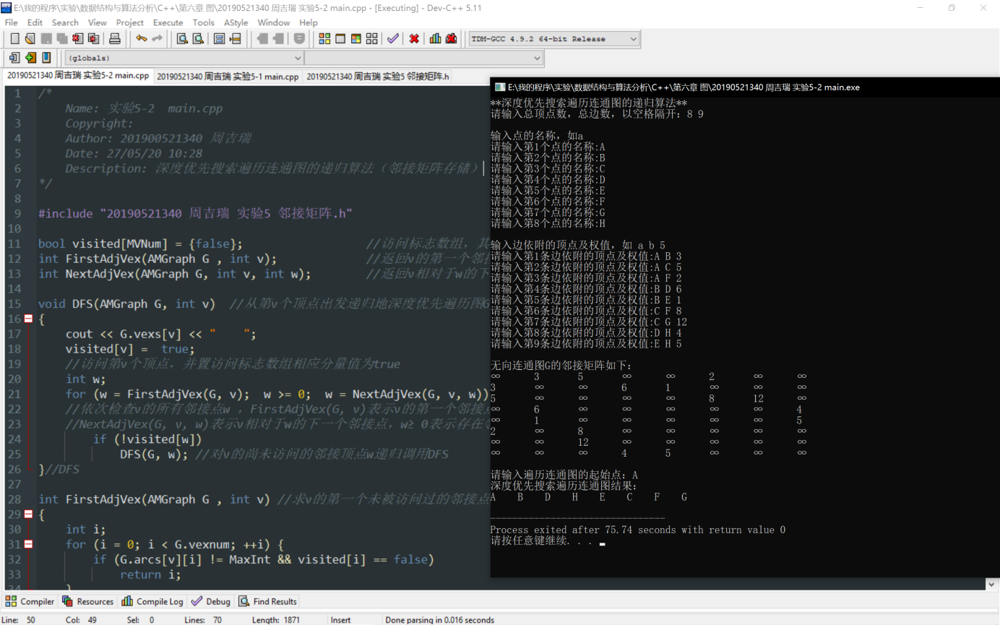 E:\我的程序\实验\数据结构与算法分析\C++\第六章 图\20190521340 周吉瑞 实验5-2 main.cpp - [Executing] - Dev-C++ 5.11
File Edit Search View Project Execute Tools AStyle Window Help
TDM-GCC 4.9.2 64-bit Release
(globals)
20190521340 周吉瑞 实验5-2 main.cpp 20190521340 周吉瑞 实验5-1 main.cpp 20190521340 周吉瑞 实验5 邻接矩阵.h
1 /*
2 Name: 实验5-2 main.cpp
3 Copyright:
4 Author: 201900521340 周吉瑞
5 Date: 27/05/20 10:28
6 Description: 深度优先搜索遍历连通图的递归算法（邻接矩阵存储）
7 */
8
9 #include "20190521340 周吉瑞 实验5 邻接矩阵.h"
10
11 bool visited[MVNum] = {false}; //访问标志数组，其
12 int FirstAdjVex(AMGraph G , int v); //返回v的第一个邻接
13 int NextAdjVex(AMGraph G, int v, int w); //返回v相对于w的下
14
15 void DFS(AMGraph G, int v) //从第v个顶点出发递归地深度优先遍历图G
16 {
17 cout << G.vexs[v] << " ";
18 visited[v] = true;
19 //访问第v个顶点，并置访问标志数组相应分量值为true
20 int w;
21 for (w = FirstAdjVex(G, v); w >= 0; w = NextAdjVex(G, v, w))
22 //依次检查v的所有邻接点w ，FirstAdjVex(G, v)表示v的第一个邻接点
23 //NextAdjVex(G, v, w)表示v相对于w的下一个邻接点，w≥ 0表示存在
24 if (!visited[w])
25 DFS(G, w); //对v的尚未访问的邻接顶点w递归调用DFS
26 }//DFS
27
28 int FirstAdjVex(AMGraph G , int v) //求v的第一个未被访问过的邻接点
29 {
30 int i;
31 for (i = 0; i < G.vexnum; ++i) {
32 if (G.arcs[v][i] != MaxInt && visited[i] == false)
33 return i;
34 }
E:\我的程序\实验\数据结构与算法分析\C++\第六章 图\20190521340 周吉瑞 实验5-2 main.exe
**深度优先搜索遍历连通图的递归算法**
请输入总顶点数，总边数，以空格隔开：8 9
输入点的名称，如a
请输入第1个点的名称:A
请输入第2个点的名称:B
请输入第3个点的名称:C
请输入第4个点的名称:D
请输入第5个点的名称:E
请输入第6个点的名称:F
请输入第7个点的名称:G
请输入第8个点的名称:H
输入边依附的顶点及权值，如 a b 5
请输入第1条边依附的顶点及权值:A B 3
请输入第2条边依附的顶点及权值:A C 5
请输入第3条边依附的顶点及权值:A F 2
请输入第4条边依附的顶点及权值:B D 6
请输入第5条边依附的顶点及权值:B E 1
请输入第6条边依附的顶点及权值:C F 8
请输入第7条边依附的顶点及权值:C G 12
请输入第8条边依附的顶点及权值:D H 4
请输入第9条边依附的顶点及权值:E H 5
无向连通图G的邻接矩阵如下:
∞ 3 5 ∞ ∞ 2 ∞ ∞
3 ∞ ∞ 6 1 ∞ ∞ ∞
5 ∞ ∞ ∞ ∞ 8 12 ∞
∞ 6 ∞ ∞ ∞ ∞ ∞ 4
∞ 1 ∞ ∞ ∞ ∞ ∞ 5
2 ∞ 8 ∞ ∞ ∞ ∞ ∞
∞ ∞ 12 ∞ ∞ ∞ ∞ ∞
∞ ∞ ∞ 4 5 ∞ ∞ ∞
请输入遍历连通图的起始点：A
深度优先搜索遍历连通图结果:
A B D H E C F G
--------------------------------
Process exited after 75.74 seconds with return value 0
请按任意键继续. . .
Compiler Resources Compile Log Debug Find Results
Line: 50 Col: 49 Sel: 0 Lines: 70 Length: 1871 Insert Done parsing in 0.016 seconds